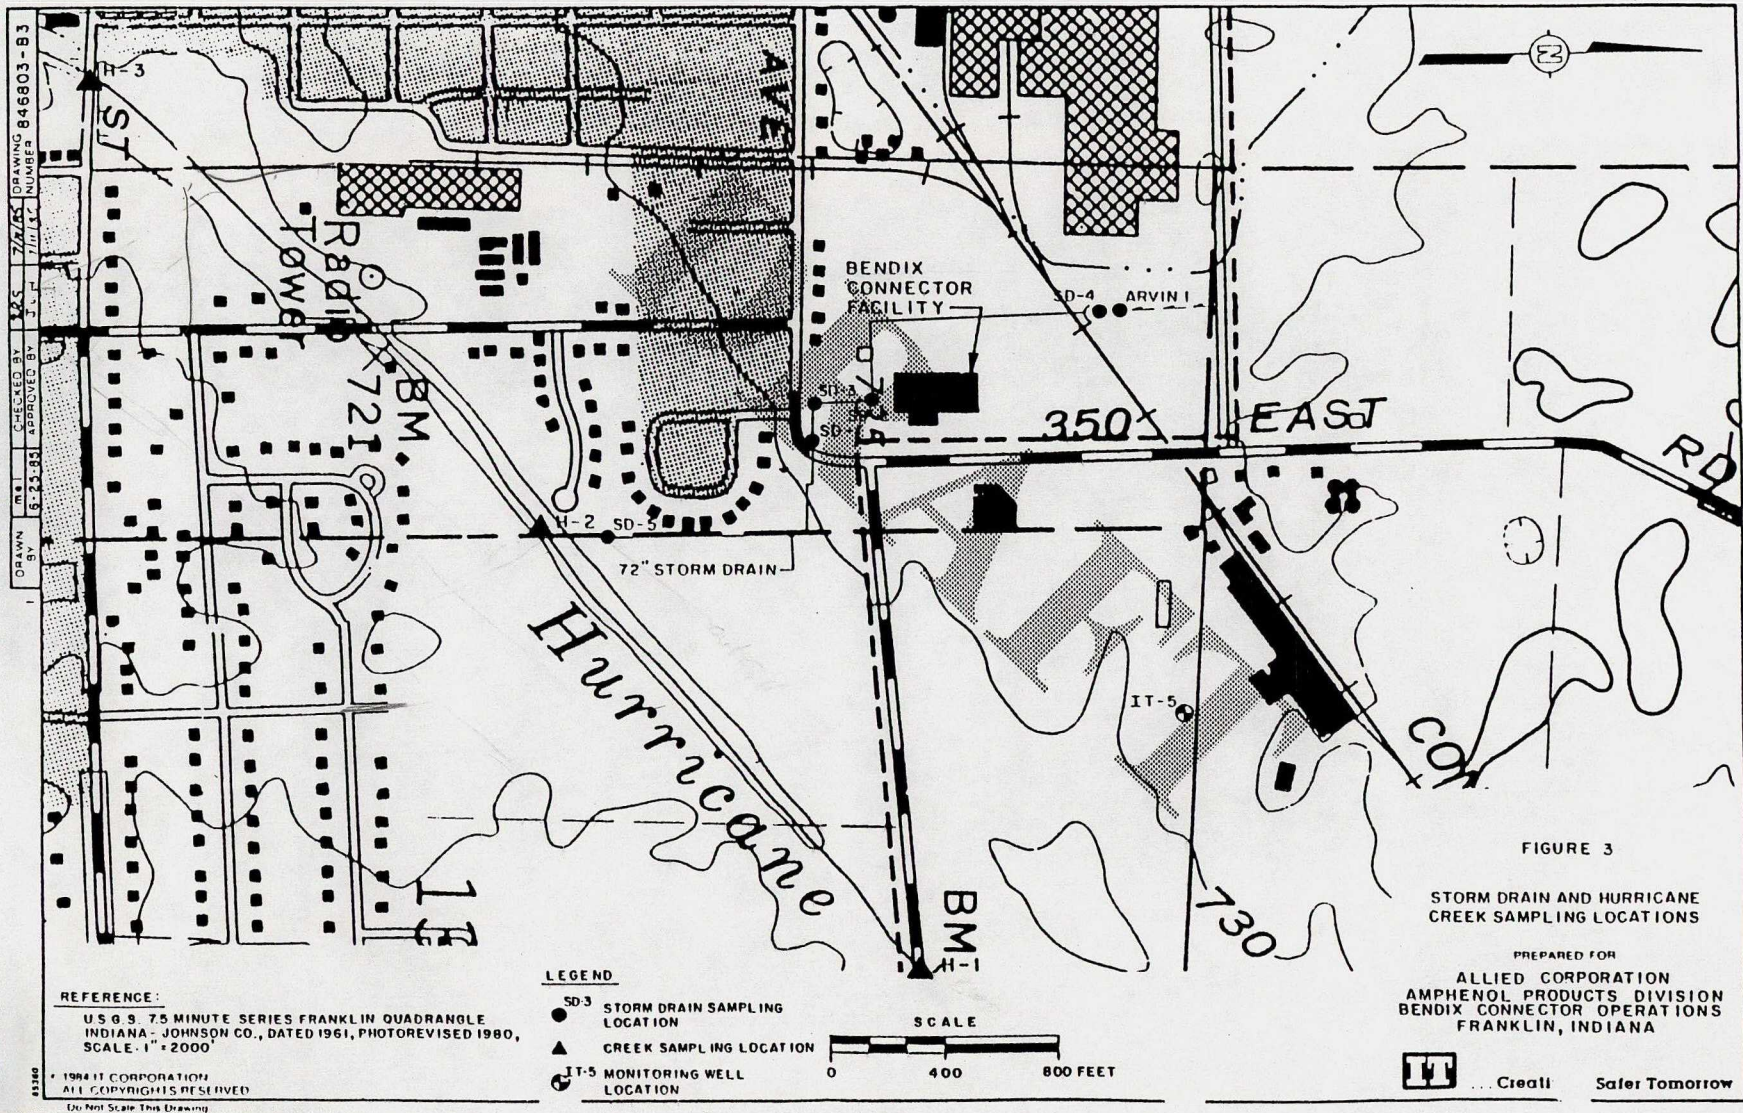 DRAWING NUMBER 846803-B3
CHECKED BY
APPROVED BY
DRAWN BY
6-25-85
H-3
ST
AVE
Radio
Tower
BENDIX
CONNECTOR
FACILITY
SD-4
ARVIN 1
SD-3
BM
721
350
EAST
RD
H-2
SD-5
72" STORM DRAIN
Hurricane
IT-5
730
BM
H-1
FIGURE 3
STORM DRAIN AND HURRICANE
CREEK SAMPLING LOCATIONS
PREPARED FOR
ALLIED CORPORATION
AMPHENOL PRODUCTS DIVISION
BENDIX CONNECTOR OPERATIONS
FRANKLIN, INDIANA
IT ... Creati Safer Tomorrow
LEGEND
SD-3 STORM DRAIN SAMPLING
LOCATION
CREEK SAMPLING LOCATION
IT-5 MONITORING WELL
LOCATION
SCALE
0 400 800 FEET
REFERENCE:
U.S.G.S. 7.5 MINUTE SERIES FRANKLIN QUADRANGLE
INDIANA - JOHNSON CO., DATED 1961, PHOTOREVISED 1980,
SCALE: 1" = 2000'
1984 IT CORPORATION
ALL COPYRIGHTS RESERVED
Do Not Scale This Drawing